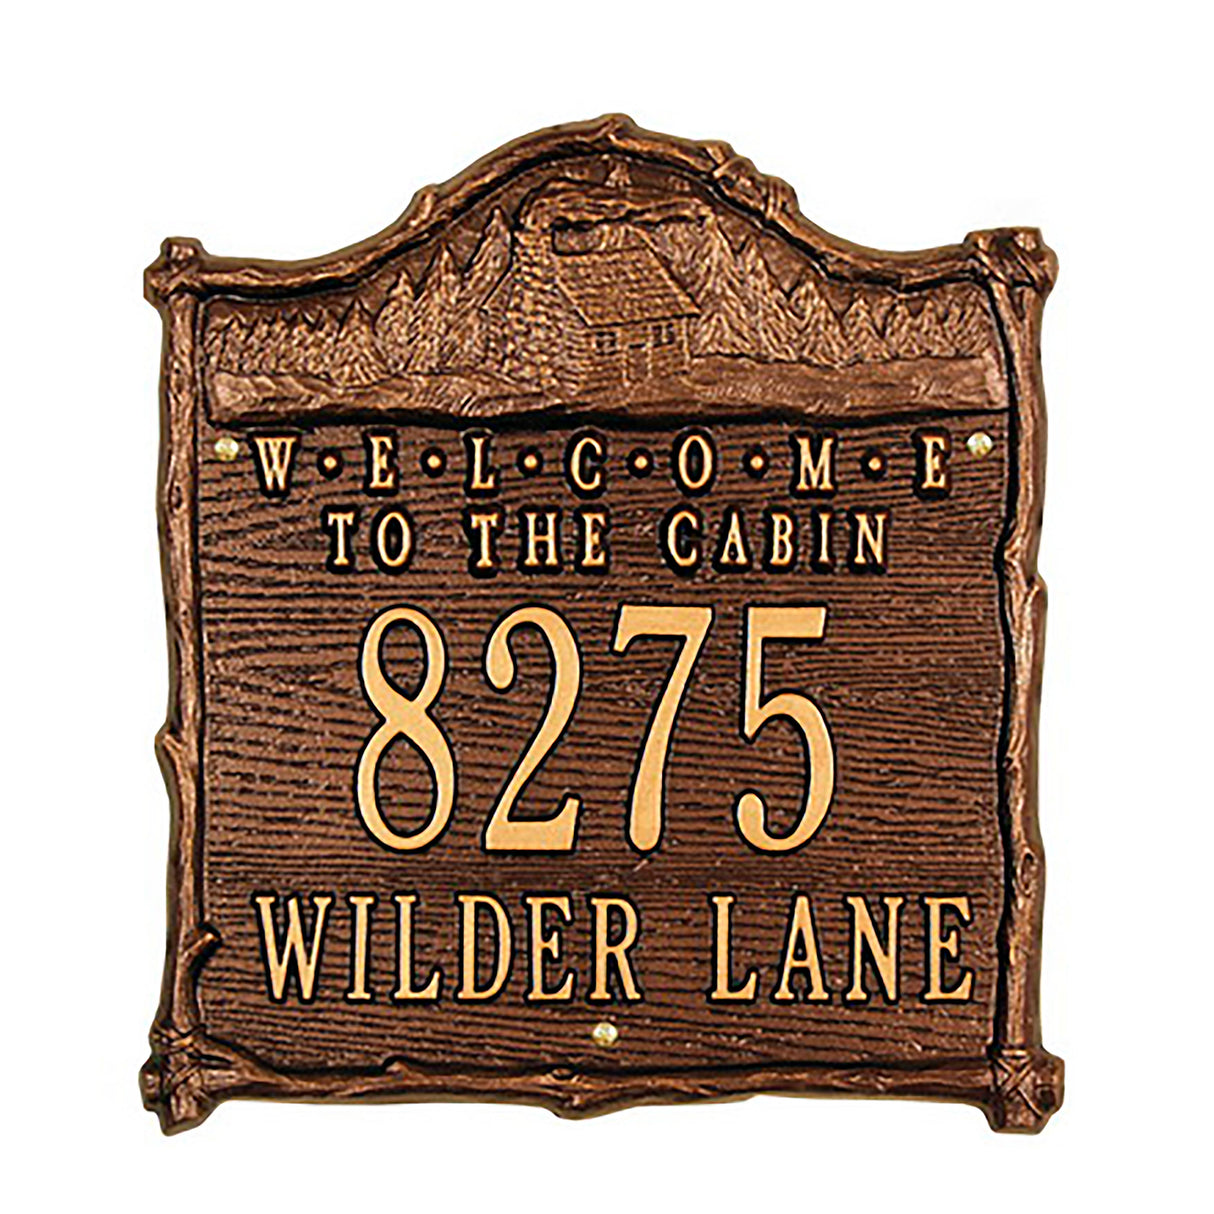 W•E•L•C•O•M•E
TO THE CABIN
8275
WILDER LANE